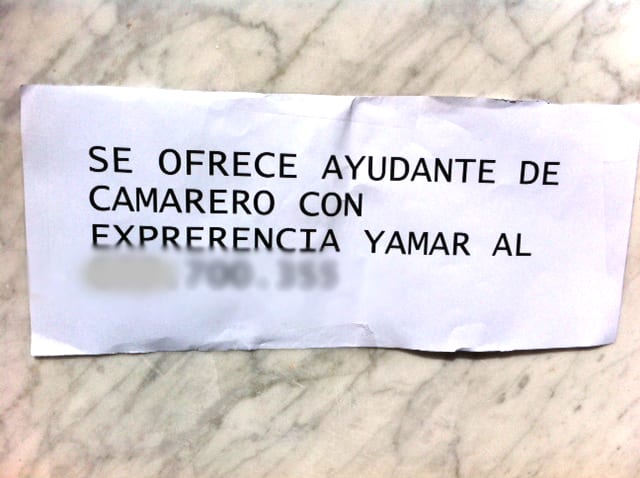 SE OFRECE AYUDANTE DE
CAMARERO CON
EXPRERENCIA YAMAR AL